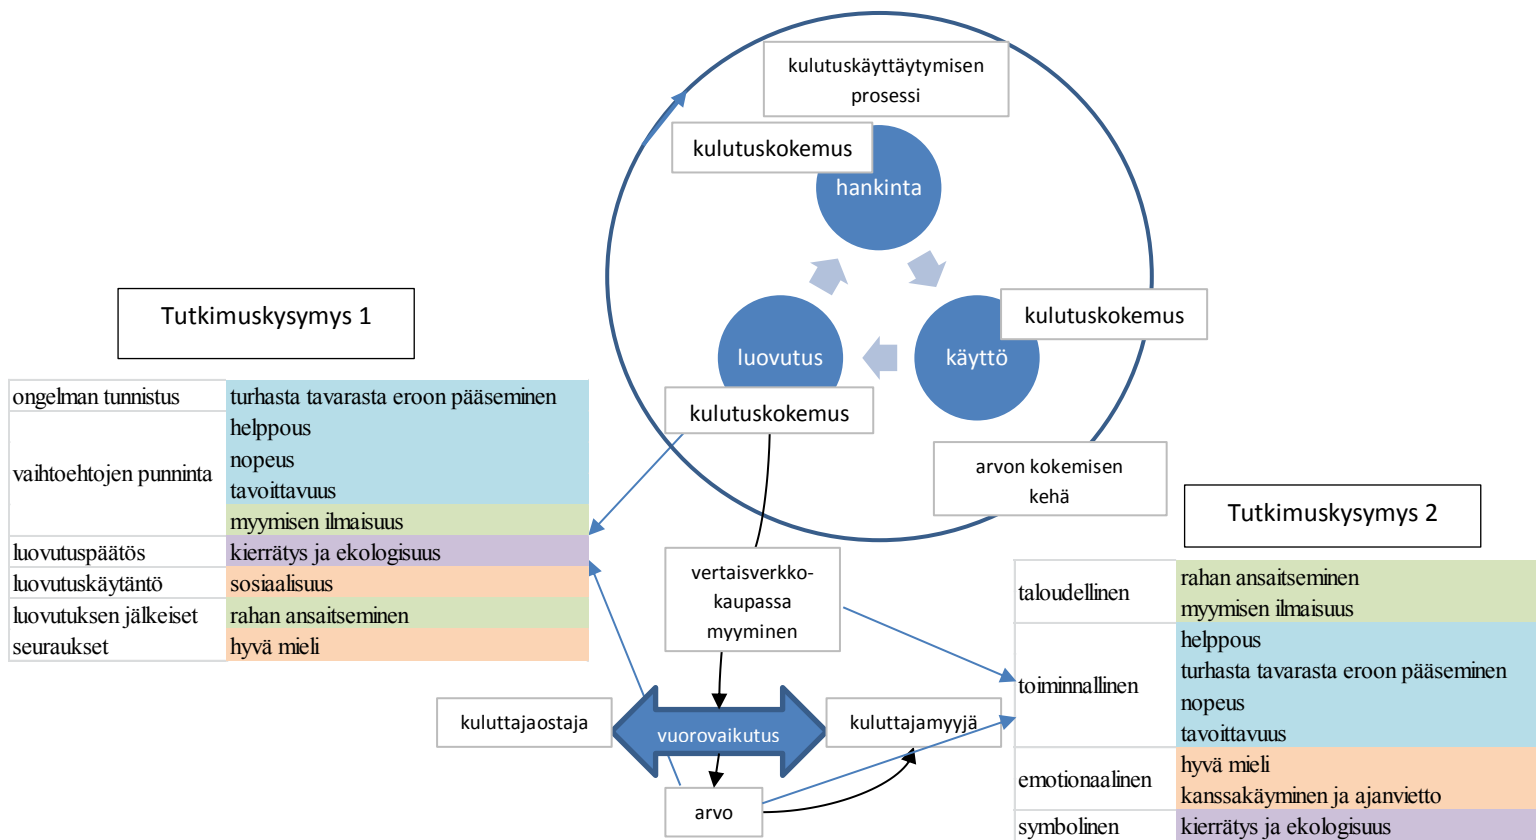 kulutuskäyttäytymisen
prosessi
kulutuskokemus
hankinta
kulutuskokemus
käyttö
luovutus
kulutuskokemus
arvon kokemisen
kehä
Tutkimuskysymys 1
ongelman tunnistus
turhasta tavarasta eroon pääseminen
vaihtoehtojen punninta
helppous
nopeus
tavoittavuus
myymisen ilmaisuus
luovutuspäätös
kierrätys ja ekologisuus
luovutuskäytäntö
sosiaalisuus
luovutuksen jälkeiset
seuraukset
rahan ansaitseminen
hyvä mieli
vertaisverkko-
kaupassa
myyminen
kuluttajaostaja
vuorovaikutus
kuluttajamyyjä
arvo
Tutkimuskysymys 2
taloudellinen
rahan ansaitseminen
myymisen ilmaisuus
toiminnallinen
helppous
turhasta tavarasta eroon pääseminen
nopeus
tavoittavuus
emotionaalinen
hyvä mieli
kanssakäyminen ja ajanvietto
symbolinen
kierrätys ja ekologisuus